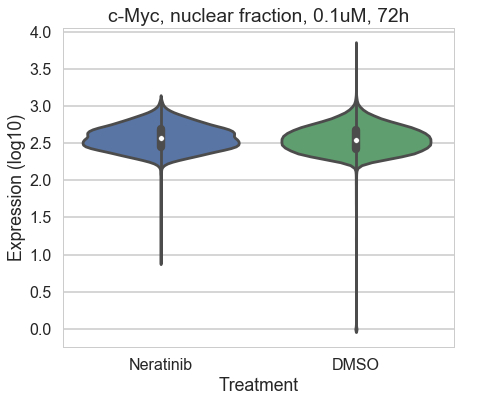 c-Myc, nuclear fraction, 0.1uM, 72h
Expression (log10)
4.0
3.5
3.0
2.5
2.0
1.5
1.0
0.5
0.0
Neratinib DMSO
Treatment